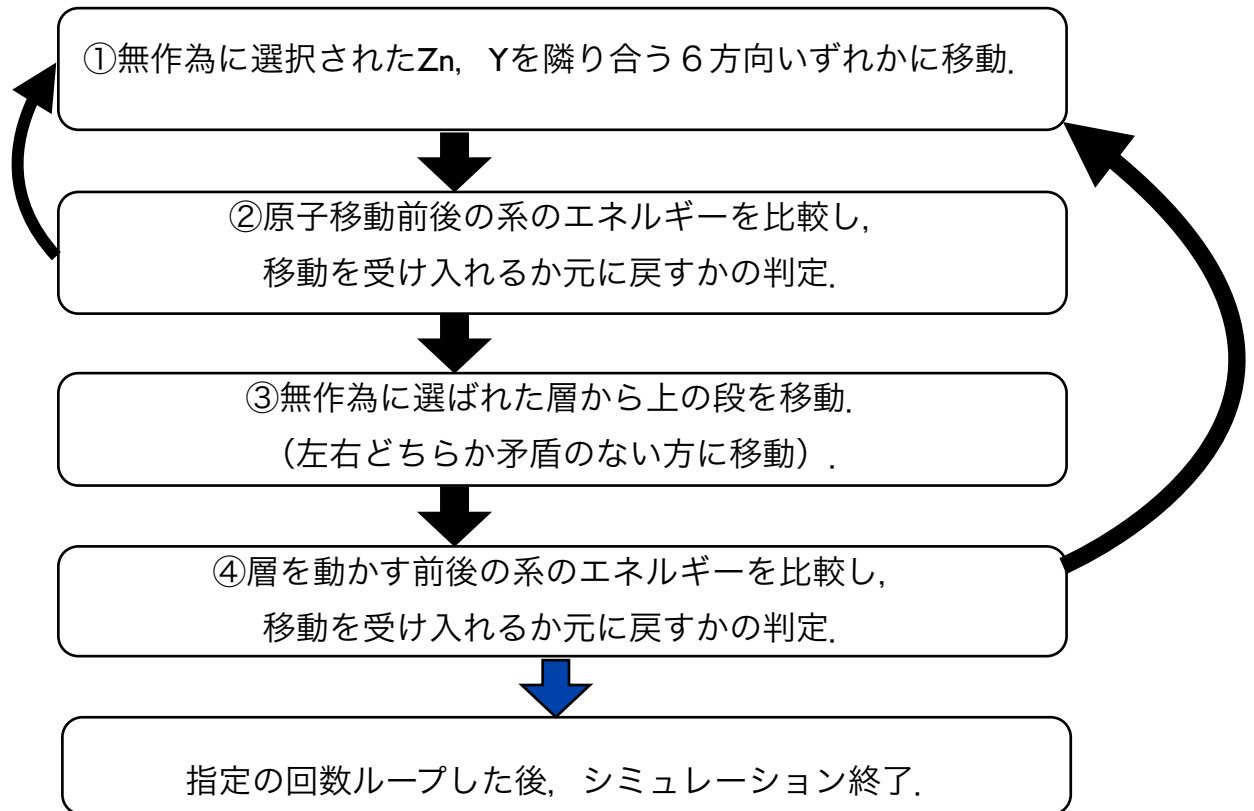 ①無作為に選択されたZn，Yを隣り合う６方向いずれかに移動．
②原子移動前後の系のエネルギーを比較し，
移動を受け入れるか元に戻すかの判定．
③無作為に選ばれた層から上の段を移動．
（左右どちらか矛盾のない方に移動）．
④層を動かす前後の系のエネルギーを比較し，
移動を受け入れるか元に戻すかの判定．
指定の回数ループした後，シミュレーション終了．